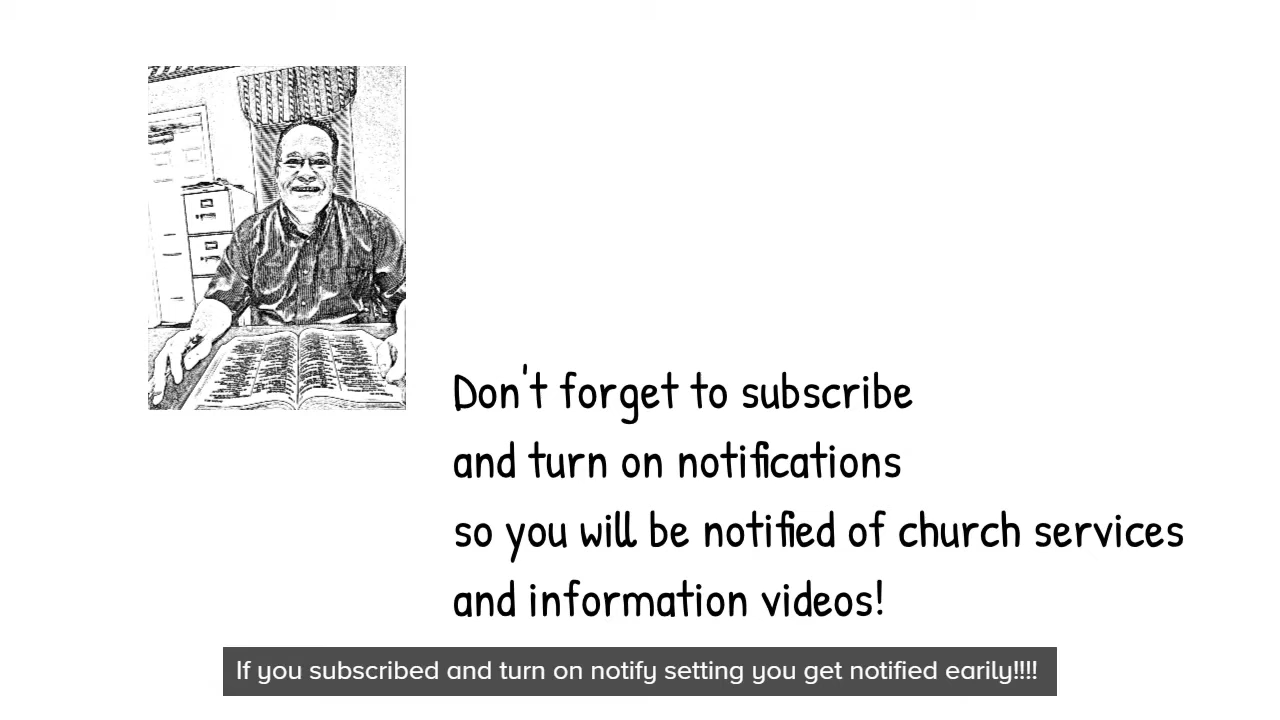 Don't forget to subscribe
and turn on notifications
so you will be notified of church services
and information videos!
If you subscribed and turn on notify setting you get notified earily!!!!